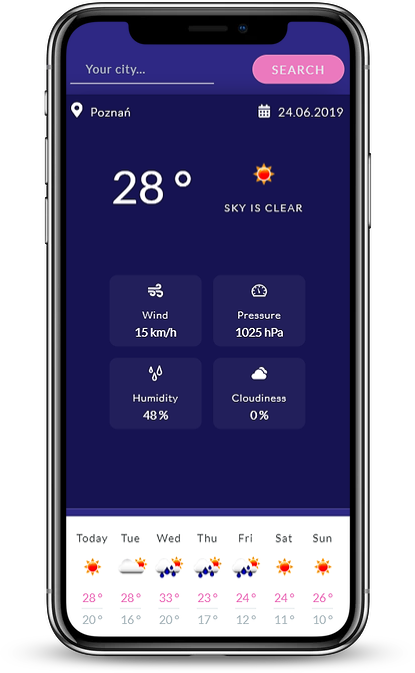 Your city...
SEARCH
Poznań
24.06.2019
28 °
SKY IS CLEAR
Wind
15 km/h
Pressure
1025 hPa
Humidity
48 %
Cloudiness
0 %
Today Tue Wed Thu Fri Sat Sun
28 ° 28 ° 33 ° 23 ° 24 ° 24 ° 26 °
20 ° 16 ° 20 ° 17 ° 12 ° 11 ° 10 °